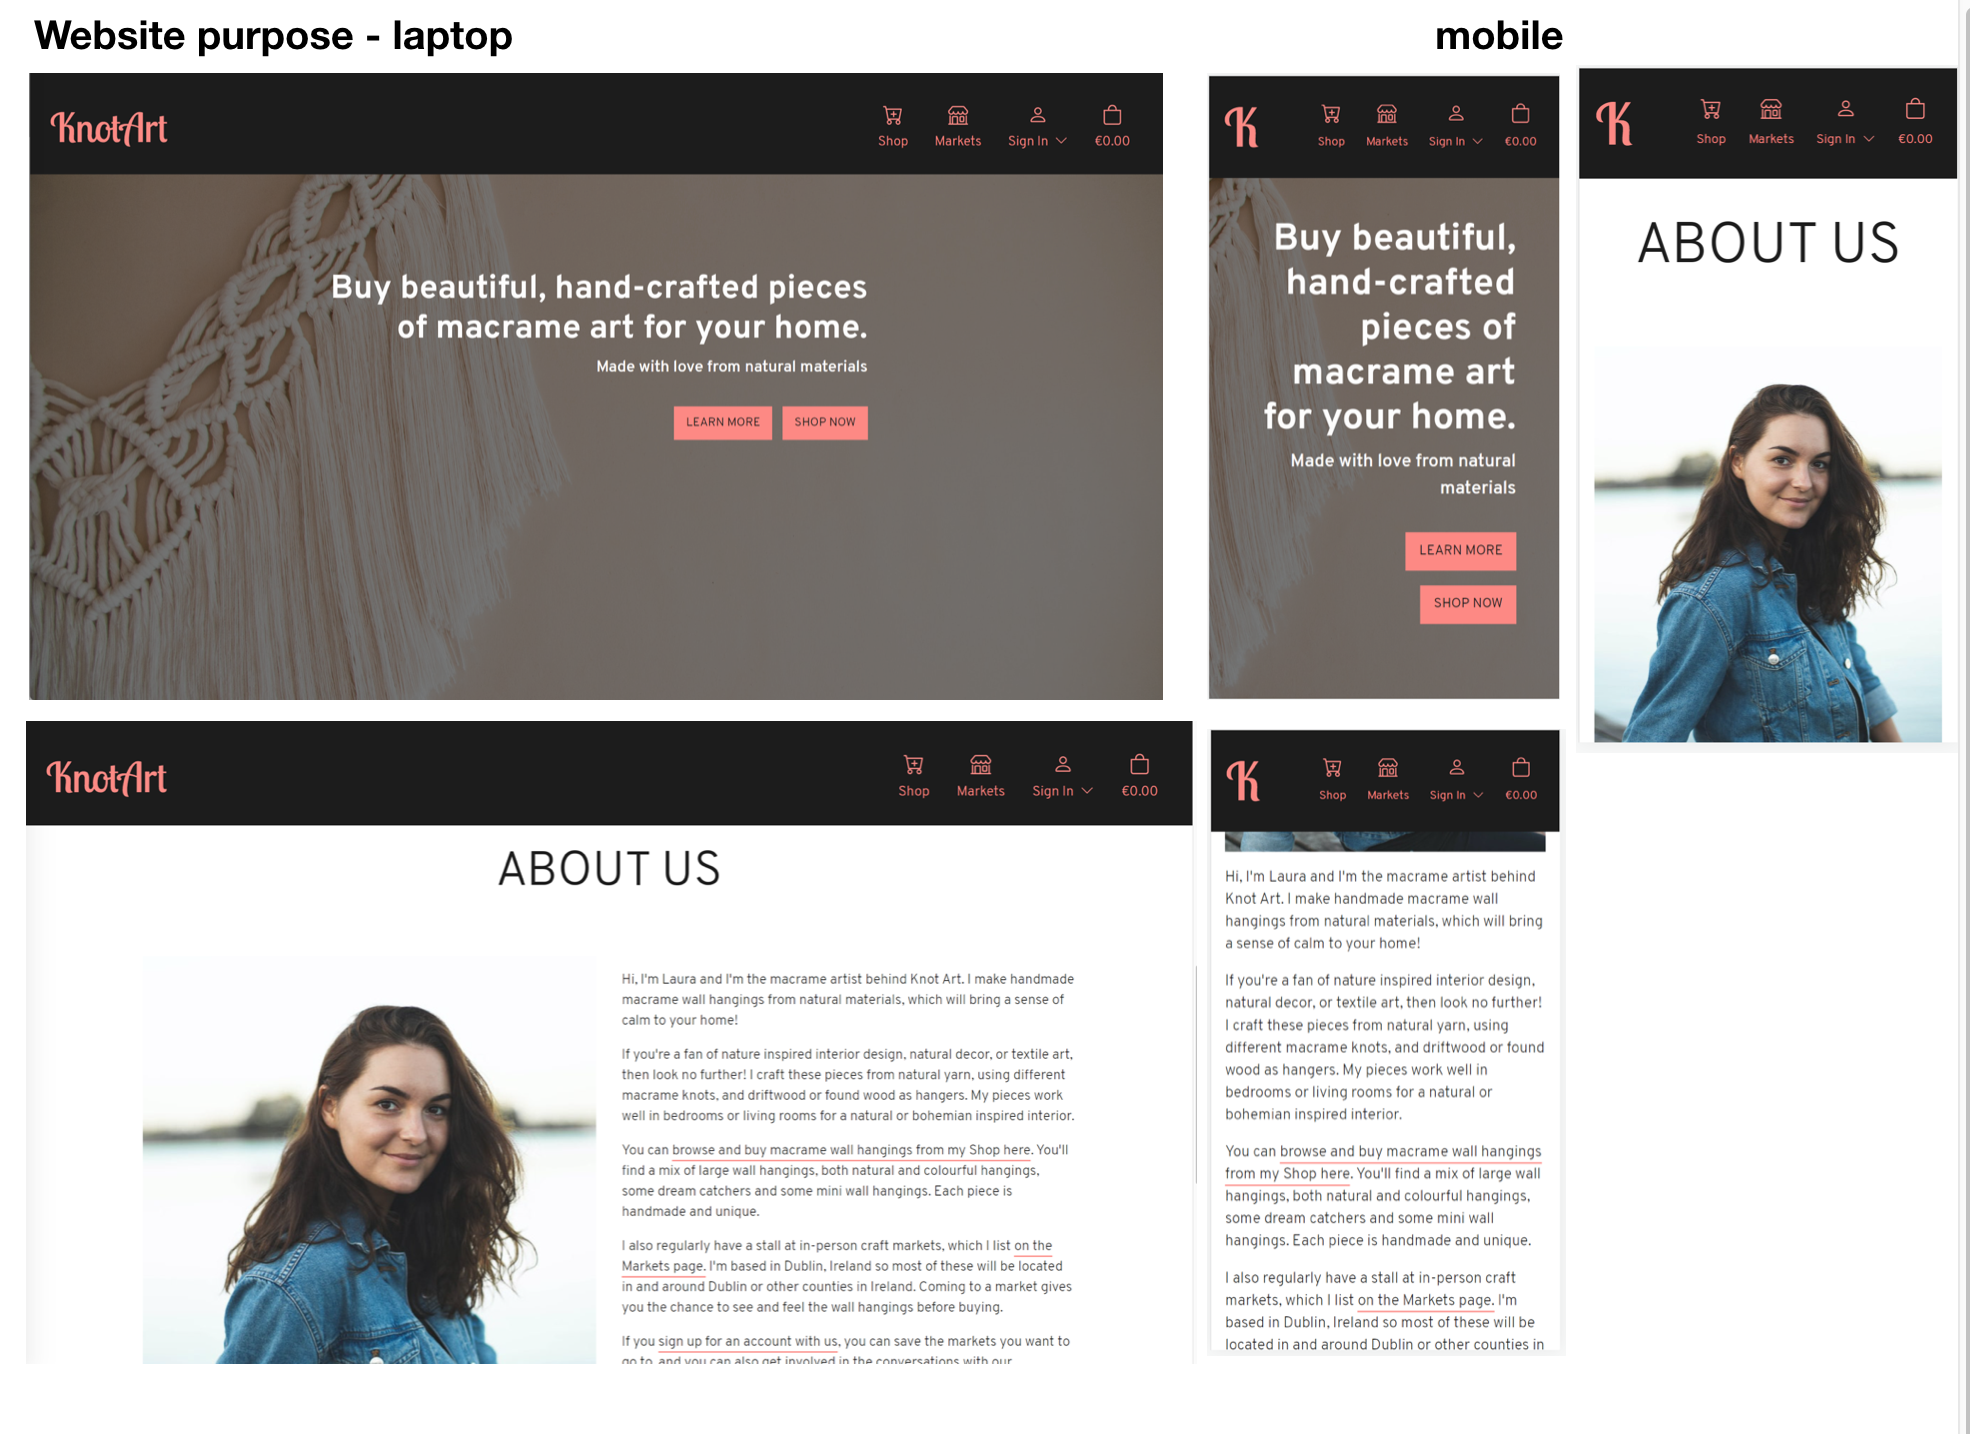 Website purpose - laptop
mobile
KnotArt
Shop
Markets
Sign In
€0.00
Buy beautiful, hand-crafted pieces
of macrame art for your home.
Made with love from natural materials
LEARN MORE
SHOP NOW
K
Shop
Markets
Sign In
€0.00
Buy beautiful,
hand-crafted
pieces of
macrame art
for your home.
Made with love from natural
materials
LEARN MORE
SHOP NOW
K
Shop
Markets
Sign In
€0.00
ABOUT US
KnotArt
Shop
Markets
Sign In
€0.00
ABOUT US
Hi, I'm Laura and I'm the macrame artist behind Knot Art. I make handmade
macrame wall hangings from natural materials, which will bring a sense of
calm to your home!
If you're a fan of nature inspired interior design, natural decor, or textile art,
then look no further! I craft these pieces from natural yarn, using different
macrame knots, and driftwood or found wood as hangers. My pieces work
well in bedrooms or living rooms for a natural or bohemian inspired interior.
You can browse and buy macrame wall hangings from my Shop here. You'll
find a mix of large wall hangings, both natural and colourful hangings,
some dream catchers and some mini wall hangings. Each piece is
handmade and unique.
I also regularly have a stall at in-person craft markets, which I list on the
Markets page. I'm based in Dublin, Ireland so most of these will be located
in and around Dublin or other counties in Ireland. Coming to a market gives
you the chance to see and feel the wall hangings before buying.
If you sign up for an account with us, you can save the markets you want to
go to, and you can also get involved in the conversations with our
K
Shop
Markets
Sign In
€0.00
Hi, I'm Laura and I'm the macrame artist behind
Knot Art. I make handmade macrame wall
hangings from natural materials, which will bring
a sense of calm to your home!
If you're a fan of nature inspired interior design,
natural decor, or textile art, then look no further!
I craft these pieces from natural yarn, using
different macrame knots, and driftwood or found
wood as hangers. My pieces work well in
bedrooms or living rooms for a natural or
bohemian inspired interior.
You can browse and buy macrame wall hangings
from my Shop here. You'll find a mix of large wall
hangings, both natural and colourful hangings,
some dream catchers and some mini wall
hangings. Each piece is handmade and unique.
I also regularly have a stall at in-person craft
markets, which I list on the Markets page. I'm
based in Dublin, Ireland so most of these will be
located in and around Dublin or other counties in